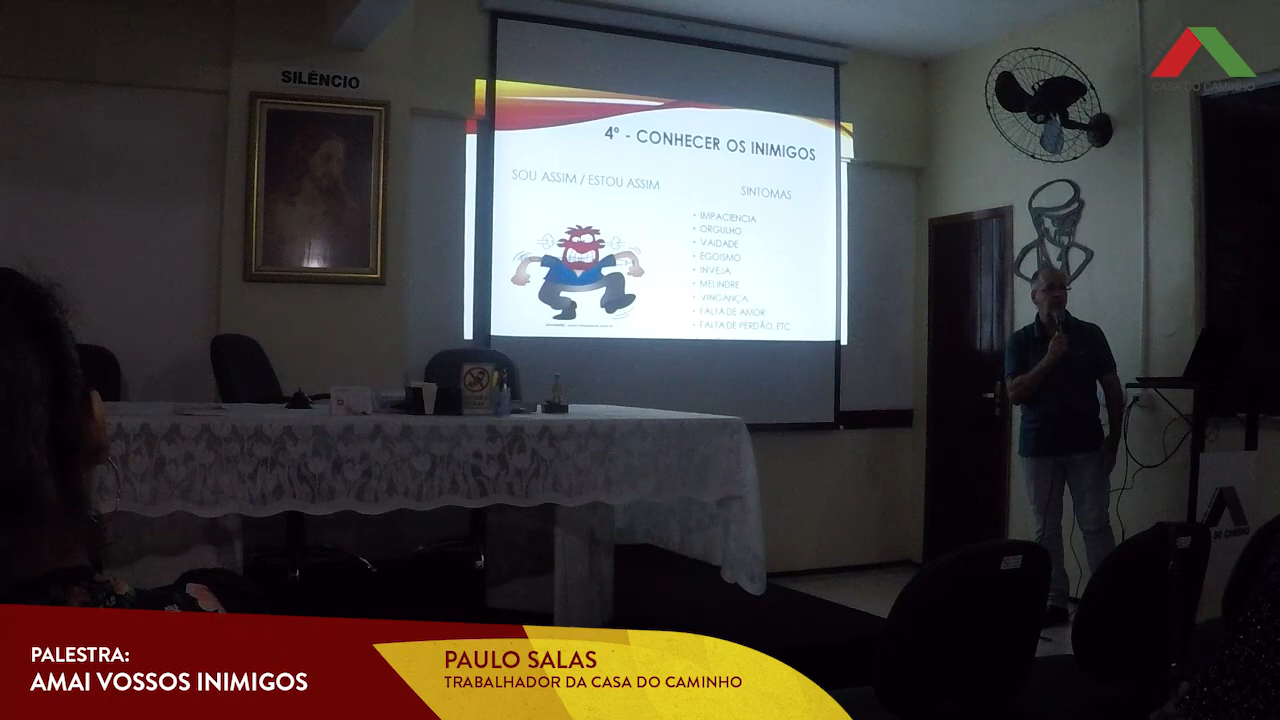 SILÊNCIO
CASA DO CAMINHO
4º - CONHECER OS INIMIGOS
SOU ASSIM / ESTOU ASSIM
SINTOMAS
• IMPACIENCIA
• ORGULHO
• VAIDADE
• EGOISMO
• INVEJA
• MELINDRE
• VINGANÇA
• FALTA DE AMOR
• FALTA DE PERDÃO, ETC
DO CAMINHO
PALESTRA:
AMAI VOSSOS INIMIGOS
PAULO SALAS
TRABALHADOR DA CASA DO CAMINHO